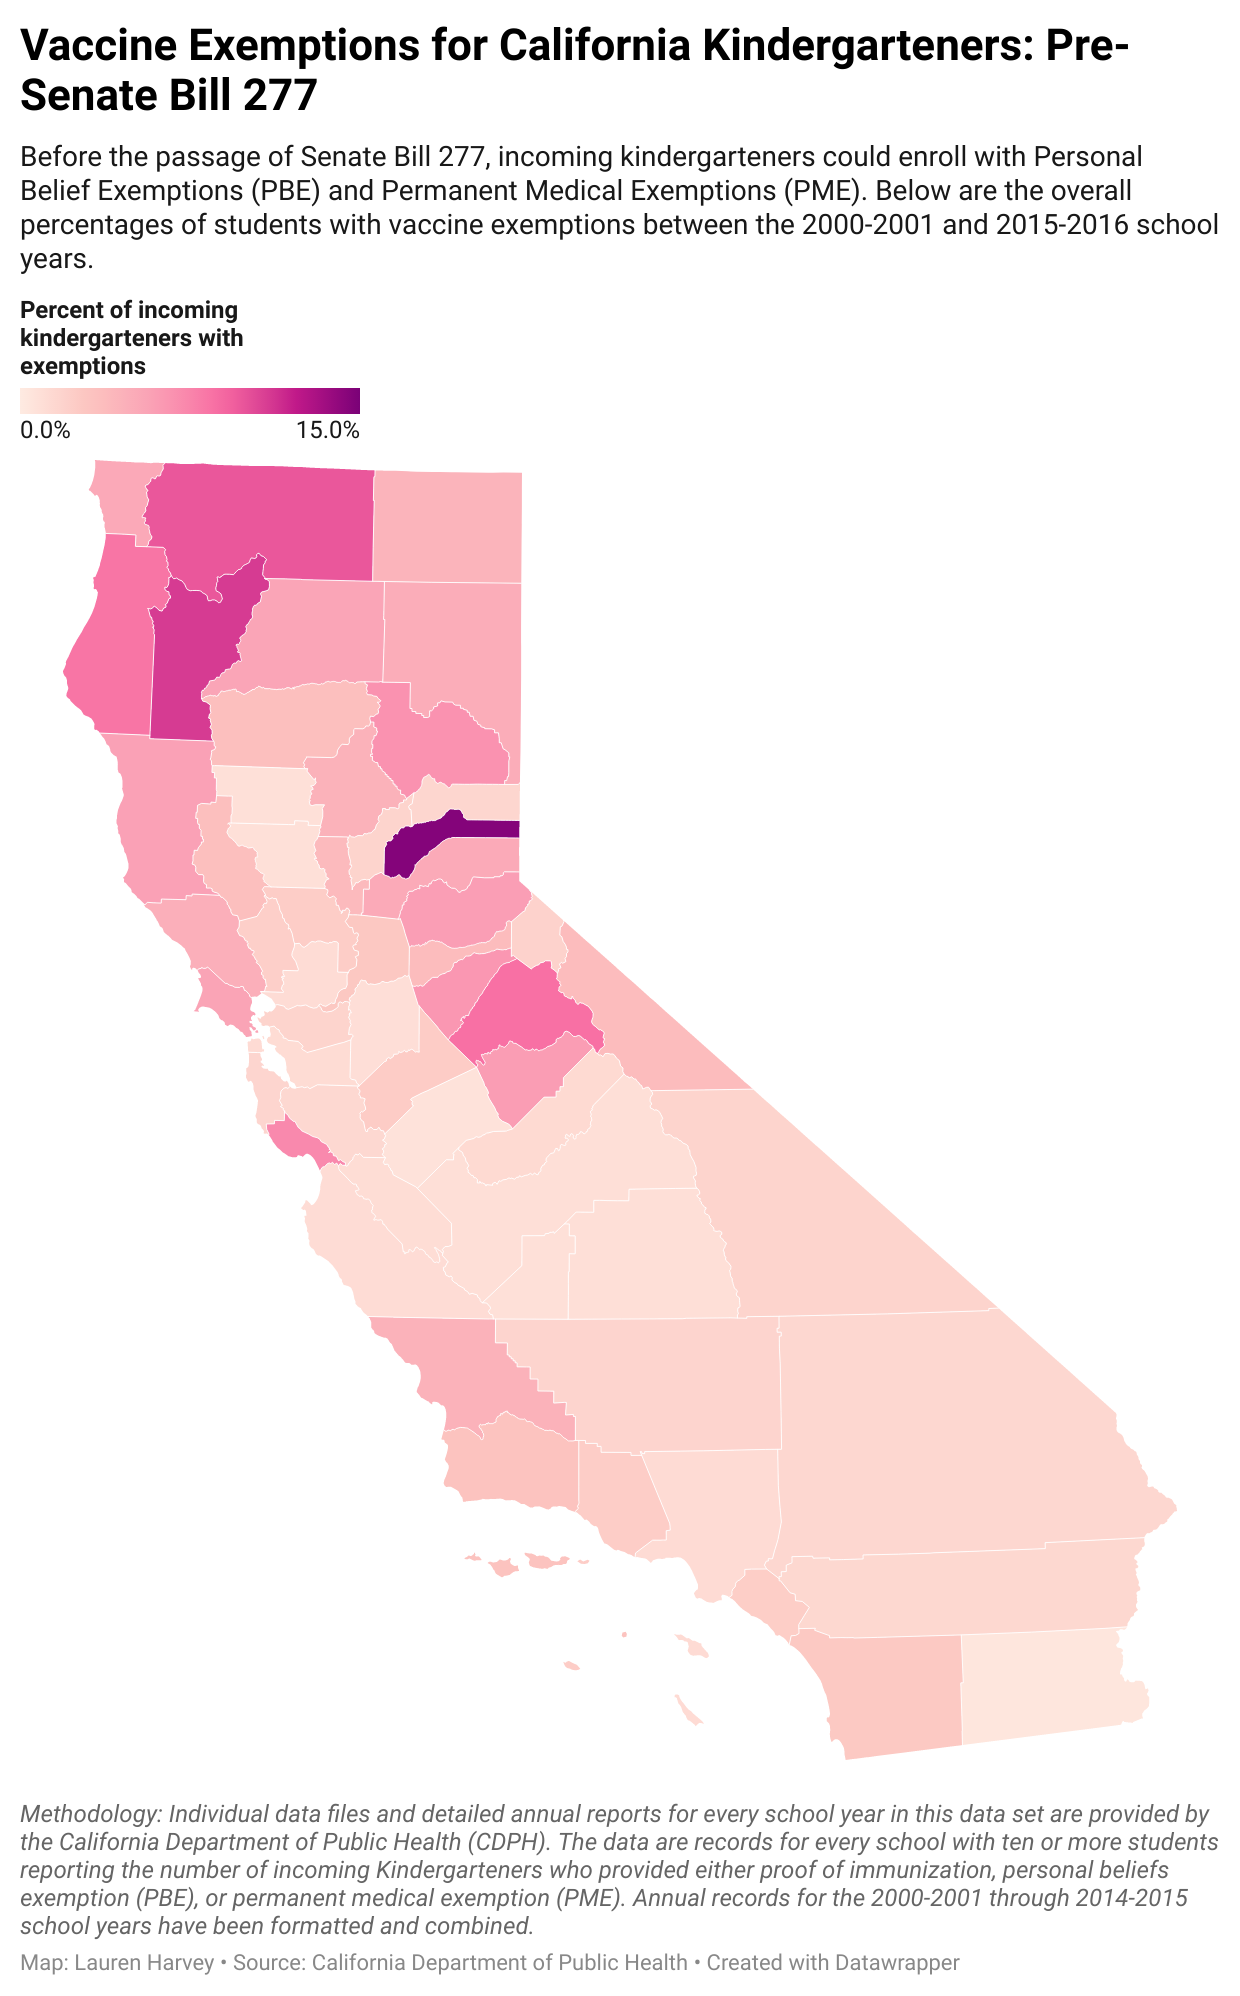 Vaccine Exemptions for California Kindergarteners: Pre-
Senate Bill 277
Before the passage of Senate Bill 277, incoming kindergarteners could enroll with Personal
Belief Exemptions (PBE) and Permanent Medical Exemptions (PME). Below are the overall
percentages of students with vaccine exemptions between the 2000-2001 and 2015-2016 school
years.
Percent of incoming
kindergarteners with
exemptions
0.0% 15.0%
Methodology: Individual data files and detailed annual reports for every school year in this data set are provided by
the California Department of Public Health (CDPH). The data are records for every school with ten or more students
reporting the number of incoming Kindergarteners who provided either proof of immunization, personal beliefs
exemption (PBE), or permanent medical exemption (PME). Annual records for the 2000-2001 through 2014-2015
school years have been formatted and combined.
Map: Lauren Harvey • Source: California Department of Public Health • Created with Datawrapper